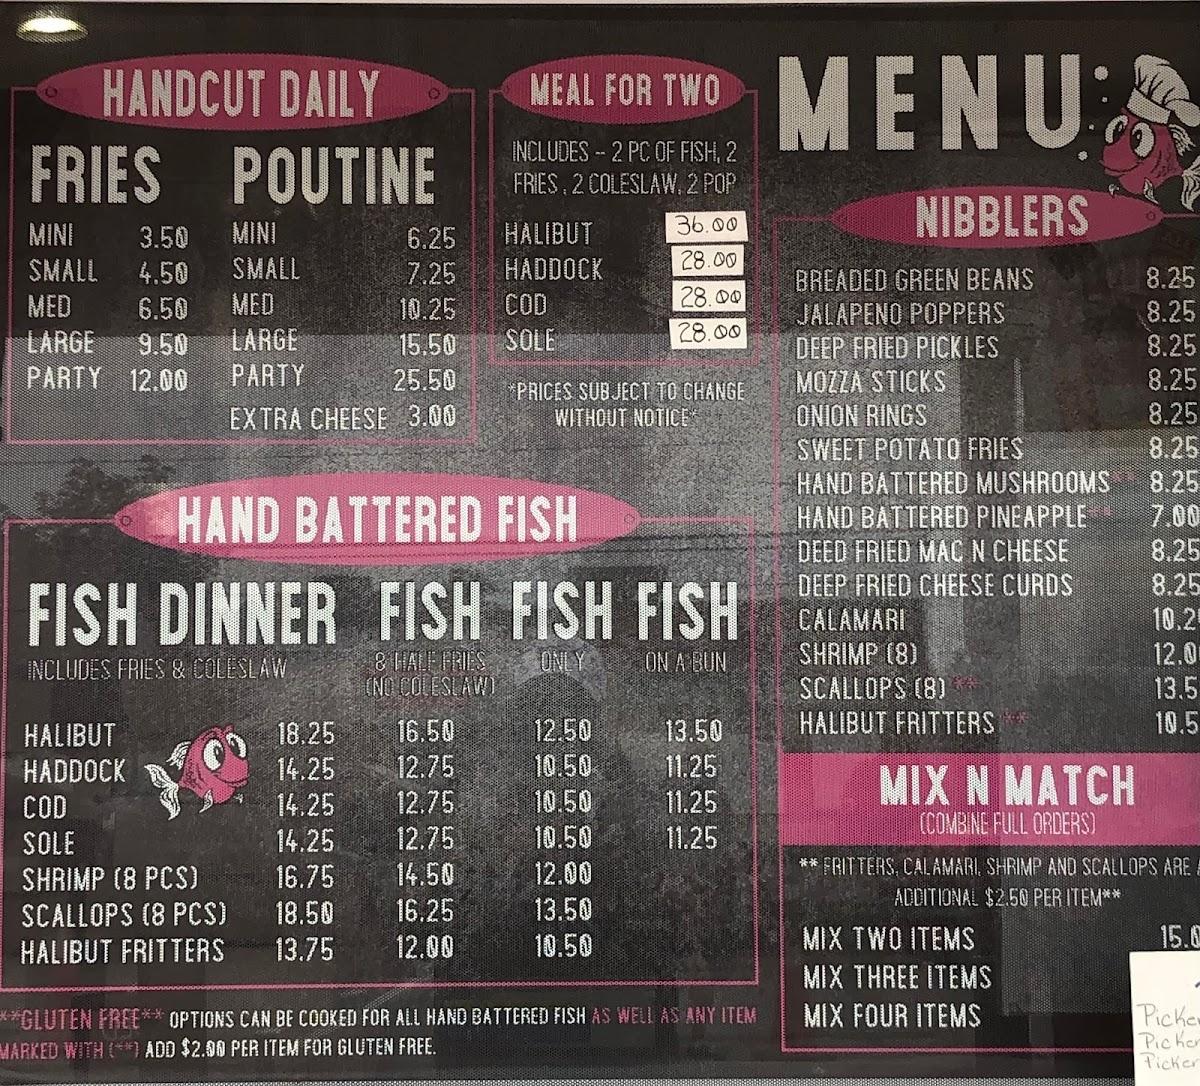 HANDCUT DAILY
FRIES
MINI 3.50
SMALL 4.50
MED 6.50
LARGE 9.50
PARTY 12.00
POUTINE
MINI 6.25
SMALL 7.25
MED 10.25
LARGE 15.50
PARTY 25.50
EXTRA CHEESE 3.00
MEAL FOR TWO
INCLUDES - 2 PC OF FISH, 2
FRIES , 2 COLESLAW, 2 POP
HALIBUT 36.00
HADDOCK 28.00
COD 28.00
SOLE 28.00
*PRICES SUBJECT TO CHANGE
WITHOUT NOTICE*
MENU
NIBBLERS
BREADED GREEN BEANS 8.25
JALAPENO POPPERS 8.25
DEEP FRIED PICKLES 8.25
MOZZA STICKS 8.25
ONION RINGS 8.25
SWEET POTATO FRIES 8.25
HAND BATTERED MUSHROOMS** 8.25
HAND BATTERED PINEAPPLE** 7.00
DEED FRIED MAC N CHEESE 8.25
DEEP FRIED CHEESE CURDS 8.25
CALAMARI 10.2
SHRIMP (8) 12.0
SCALLOPS (8) ** 13.5
HALIBUT FRITTERS ** 10.5
HAND BATTERED FISH
FISH DINNER FISH FISH FISH
INCLUDES FRIES & COLESLAW & HALF FRIES ONLY ON A BUN
(NO COLESLAW)
HALIBUT 18.25 16.50 12.50 13.50
HADDOCK 14.25 12.75 10.50 11.25
COD 14.25 12.75 10.50 11.25
SOLE 14.25 12.75 10.50 11.25
SHRIMP (8 PCS) 16.75 14.50 12.00
SCALLOPS (8 PCS) 18.50 16.25 13.50
HALIBUT FRITTERS 13.75 12.00 10.50
**GLUTEN FREE** OPTIONS CAN BE COOKED FOR ALL HAND BATTERED FISH AS WELL AS ANY ITEM
MARKED WITH (**) ADD $2.00 PER ITEM FOR GLUTEN FREE.
MIX N MATCH
(COMBINE FULL ORDERS)
** FRITTERS, CALAMARI, SHRIMP AND SCALLOPS ARE A
ADDITIONAL $2.50 PER ITEM**
MIX TWO ITEMS 15.0
MIX THREE ITEMS
MIX FOUR ITEMS
Picker
Picker
Picker